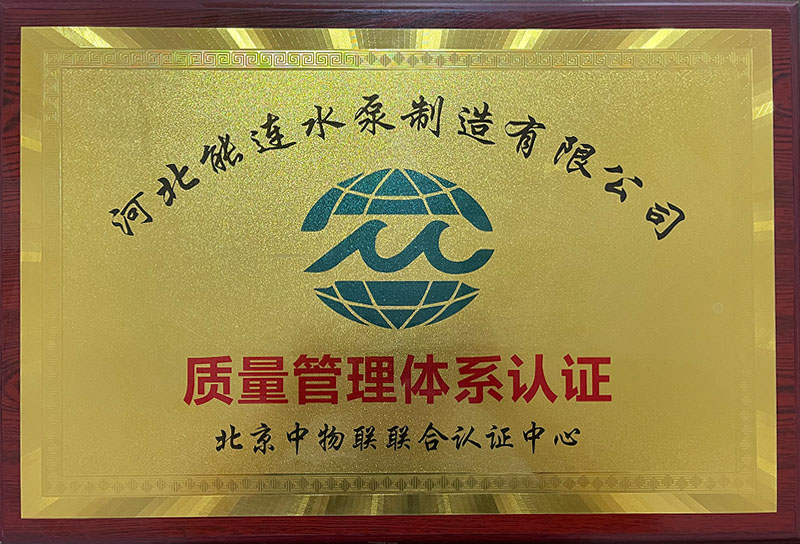 河北能连水泵制造有限公司
质量管理体系认证
北京中物联联合认证中心